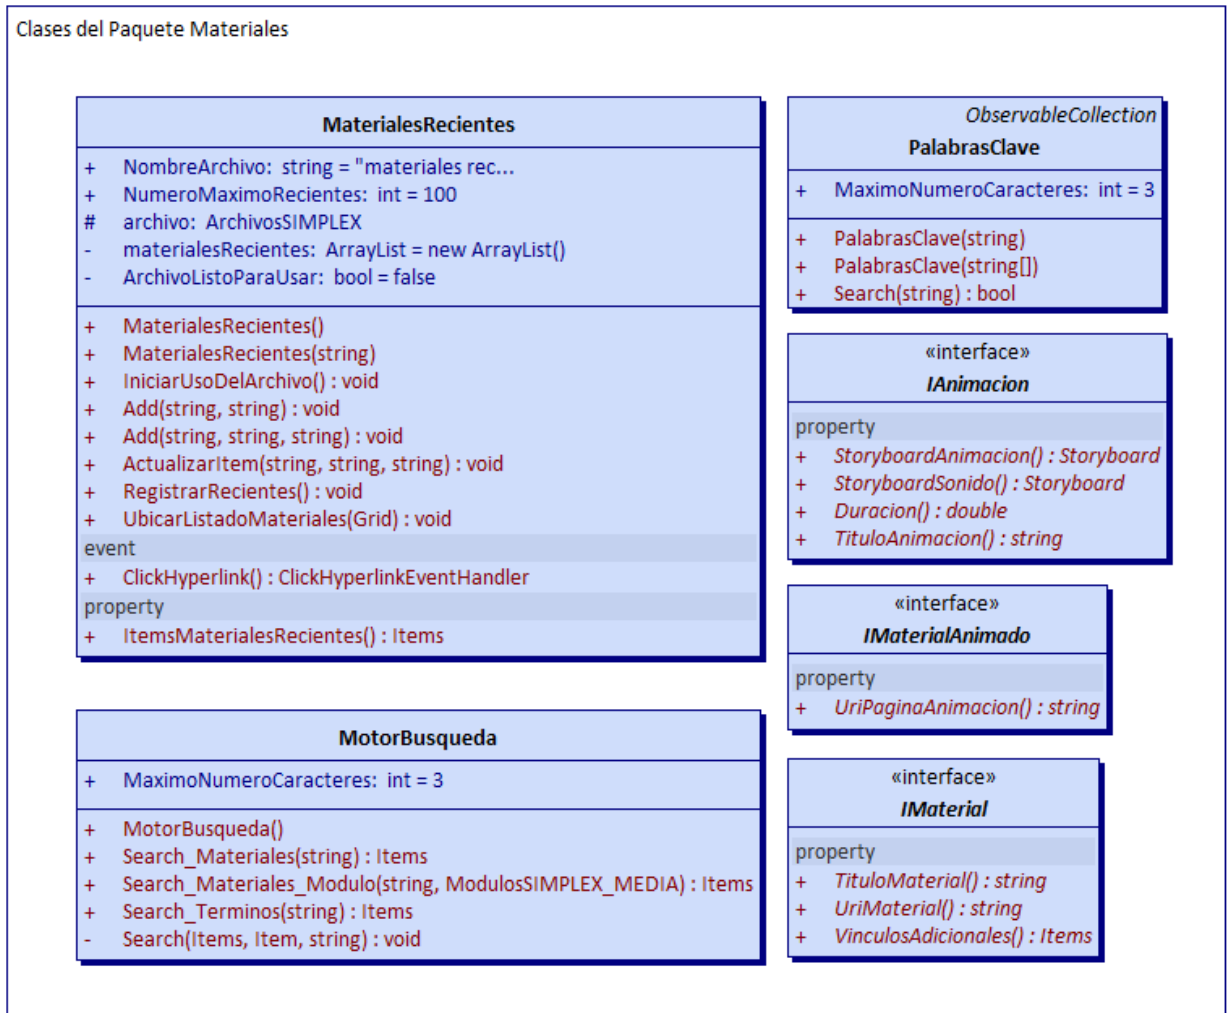 Clases del Paquete Materiales
MaterialesRecientes
+ NombreArchivo: string = "materiales rec...
+ NumeroMaximoRecientes: int = 100
# archivo: ArchivosSIMPLEX
- materialesRecientes: ArrayList = new ArrayList()
- ArchivoListoParaUsar: bool = false
+ MaterialesRecientes()
+ MaterialesRecientes(string)
+ IniciarUsoDelArchivo() : void
+ Add(string, string) : void
+ Add(string, string, string) : void
+ ActualizarItem(string, string, string) : void
+ RegistrarRecientes() : void
+ UbicarListadoMateriales(Grid) : void
event
+ ClickHyperlink() : ClickHyperlinkEventHandler
property
+ ItemsMaterialesRecientes() : Items
MotorBusqueda
+ MaximoNumeroCaracteres: int = 3
+ MotorBusqueda()
+ Search_Materiales(string) : Items
+ Search_Materiales_Modulo(string, ModulosSIMPLEX_MEDIA) : Items
+ Search_Terminos(string) : Items
- Search(Items, Item, string) : void
ObservableCollection
PalabrasClave
+ MaximoNumeroCaracteres: int = 3
+ PalabrasClave(string)
+ PalabrasClave(string[])
+ Search(string) : bool
«interface»
IAnimacion
property
+ StoryboardAnimacion() : Storyboard
+ StoryboardSonido() : Storyboard
+ Duracion() : double
+ TituloAnimacion() : string
«interface»
IMaterialAnimado
property
+ UriPaginaAnimacion() : string
«interface»
IMaterial
property
+ TituloMaterial() : string
+ UriMaterial() : string
+ VinculosAdicionales() : Items